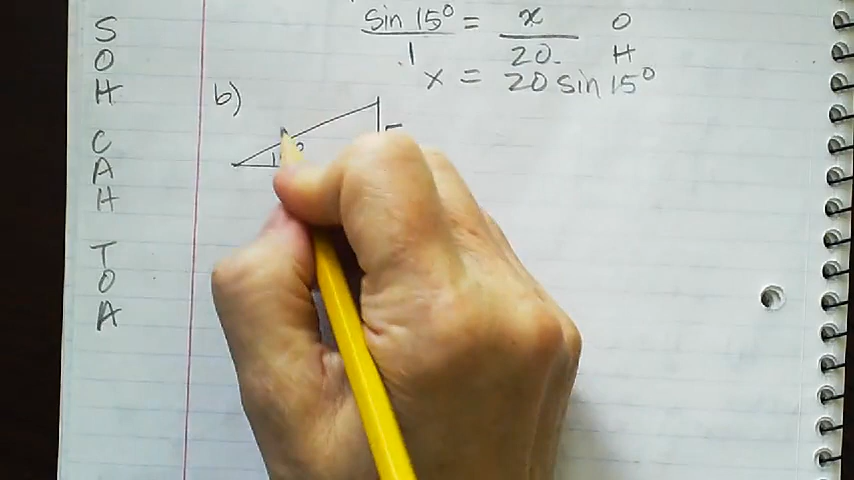 S
O
H
C
A
H
T
O
A
sin 15° = x O
1 20 H
x = 20 sin 15°
b)